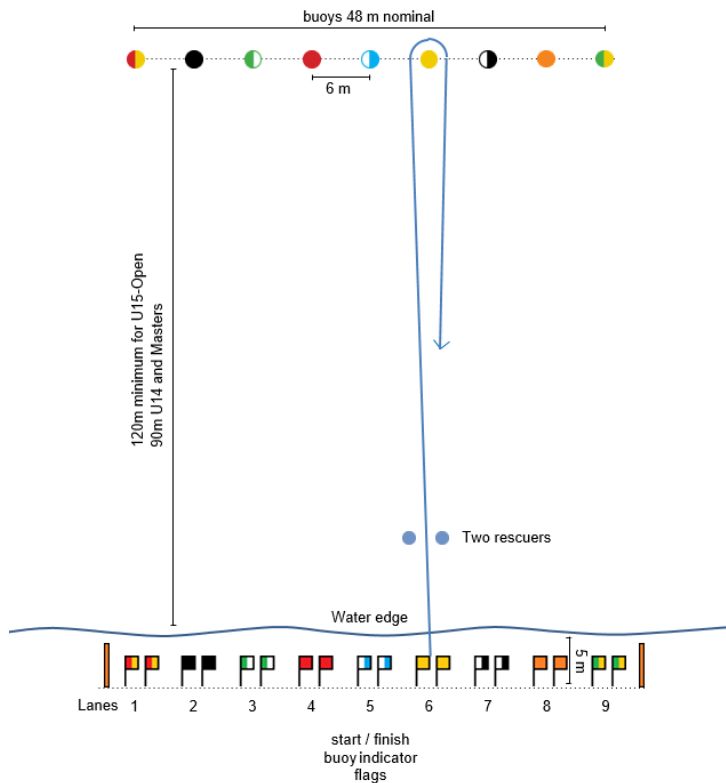 buoys 48 m nominal
6 m
120m minimum for U15-Open
90m U14 and Masters
Two rescuers
Water edge
5 m
Lanes 1 2 3 4 5 6 7 8 9
start / finish
buoy indicator
flags